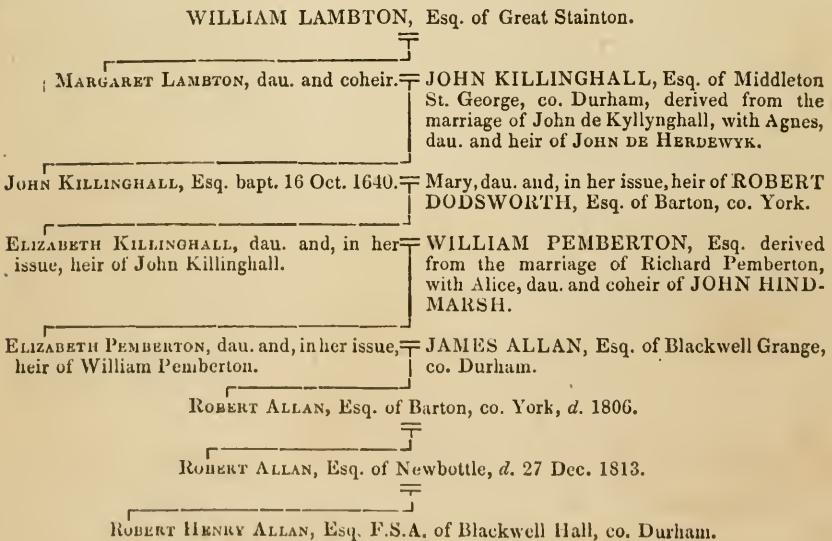 WILLIAM LAMBTON, Esq. of Great Stainton.
MARGARET LAMBTON, dau. and coheir.
JOHN KILLINGHALL, Esq. of Middleton
St. George, co. Durham, derived from the
marriage of John de Kyllynghall, with Agnes,
dau. and heir of JOHN DE HERDEWYK.
JOHN KILLINGHALL, Esq. bapt. 16 Oct. 1640.
Mary, dau. and, in her issue, heir of ROBERT
DODSWORTH, Esq. of Barton, co. York.
ELIZABETH KILLINGHALL, dau. and, in her
issue, heir of John Killinghall.
WILLIAM PEMBERTON, Esq. derived
from the marriage of Richard Pemberton,
with Alice, dau. and coheir of JOHN HIND-
MARSH.
ELIZABETH PEMBERTON, dau. and, in her issue,
heir of William Pemberton.
JAMES ALLAN, Esq. of Blackwell Grange,
co. Durham.
ROBERT ALLAN, Esq. of Barton, co. York, d. 1806.
ROBERT ALLAN, Esq. of Newbottle, d. 27 Dec. 1813.
ROBERT HENRY ALLAN, Esq. F.S.A. of Blackwell Hall, co. Durham.